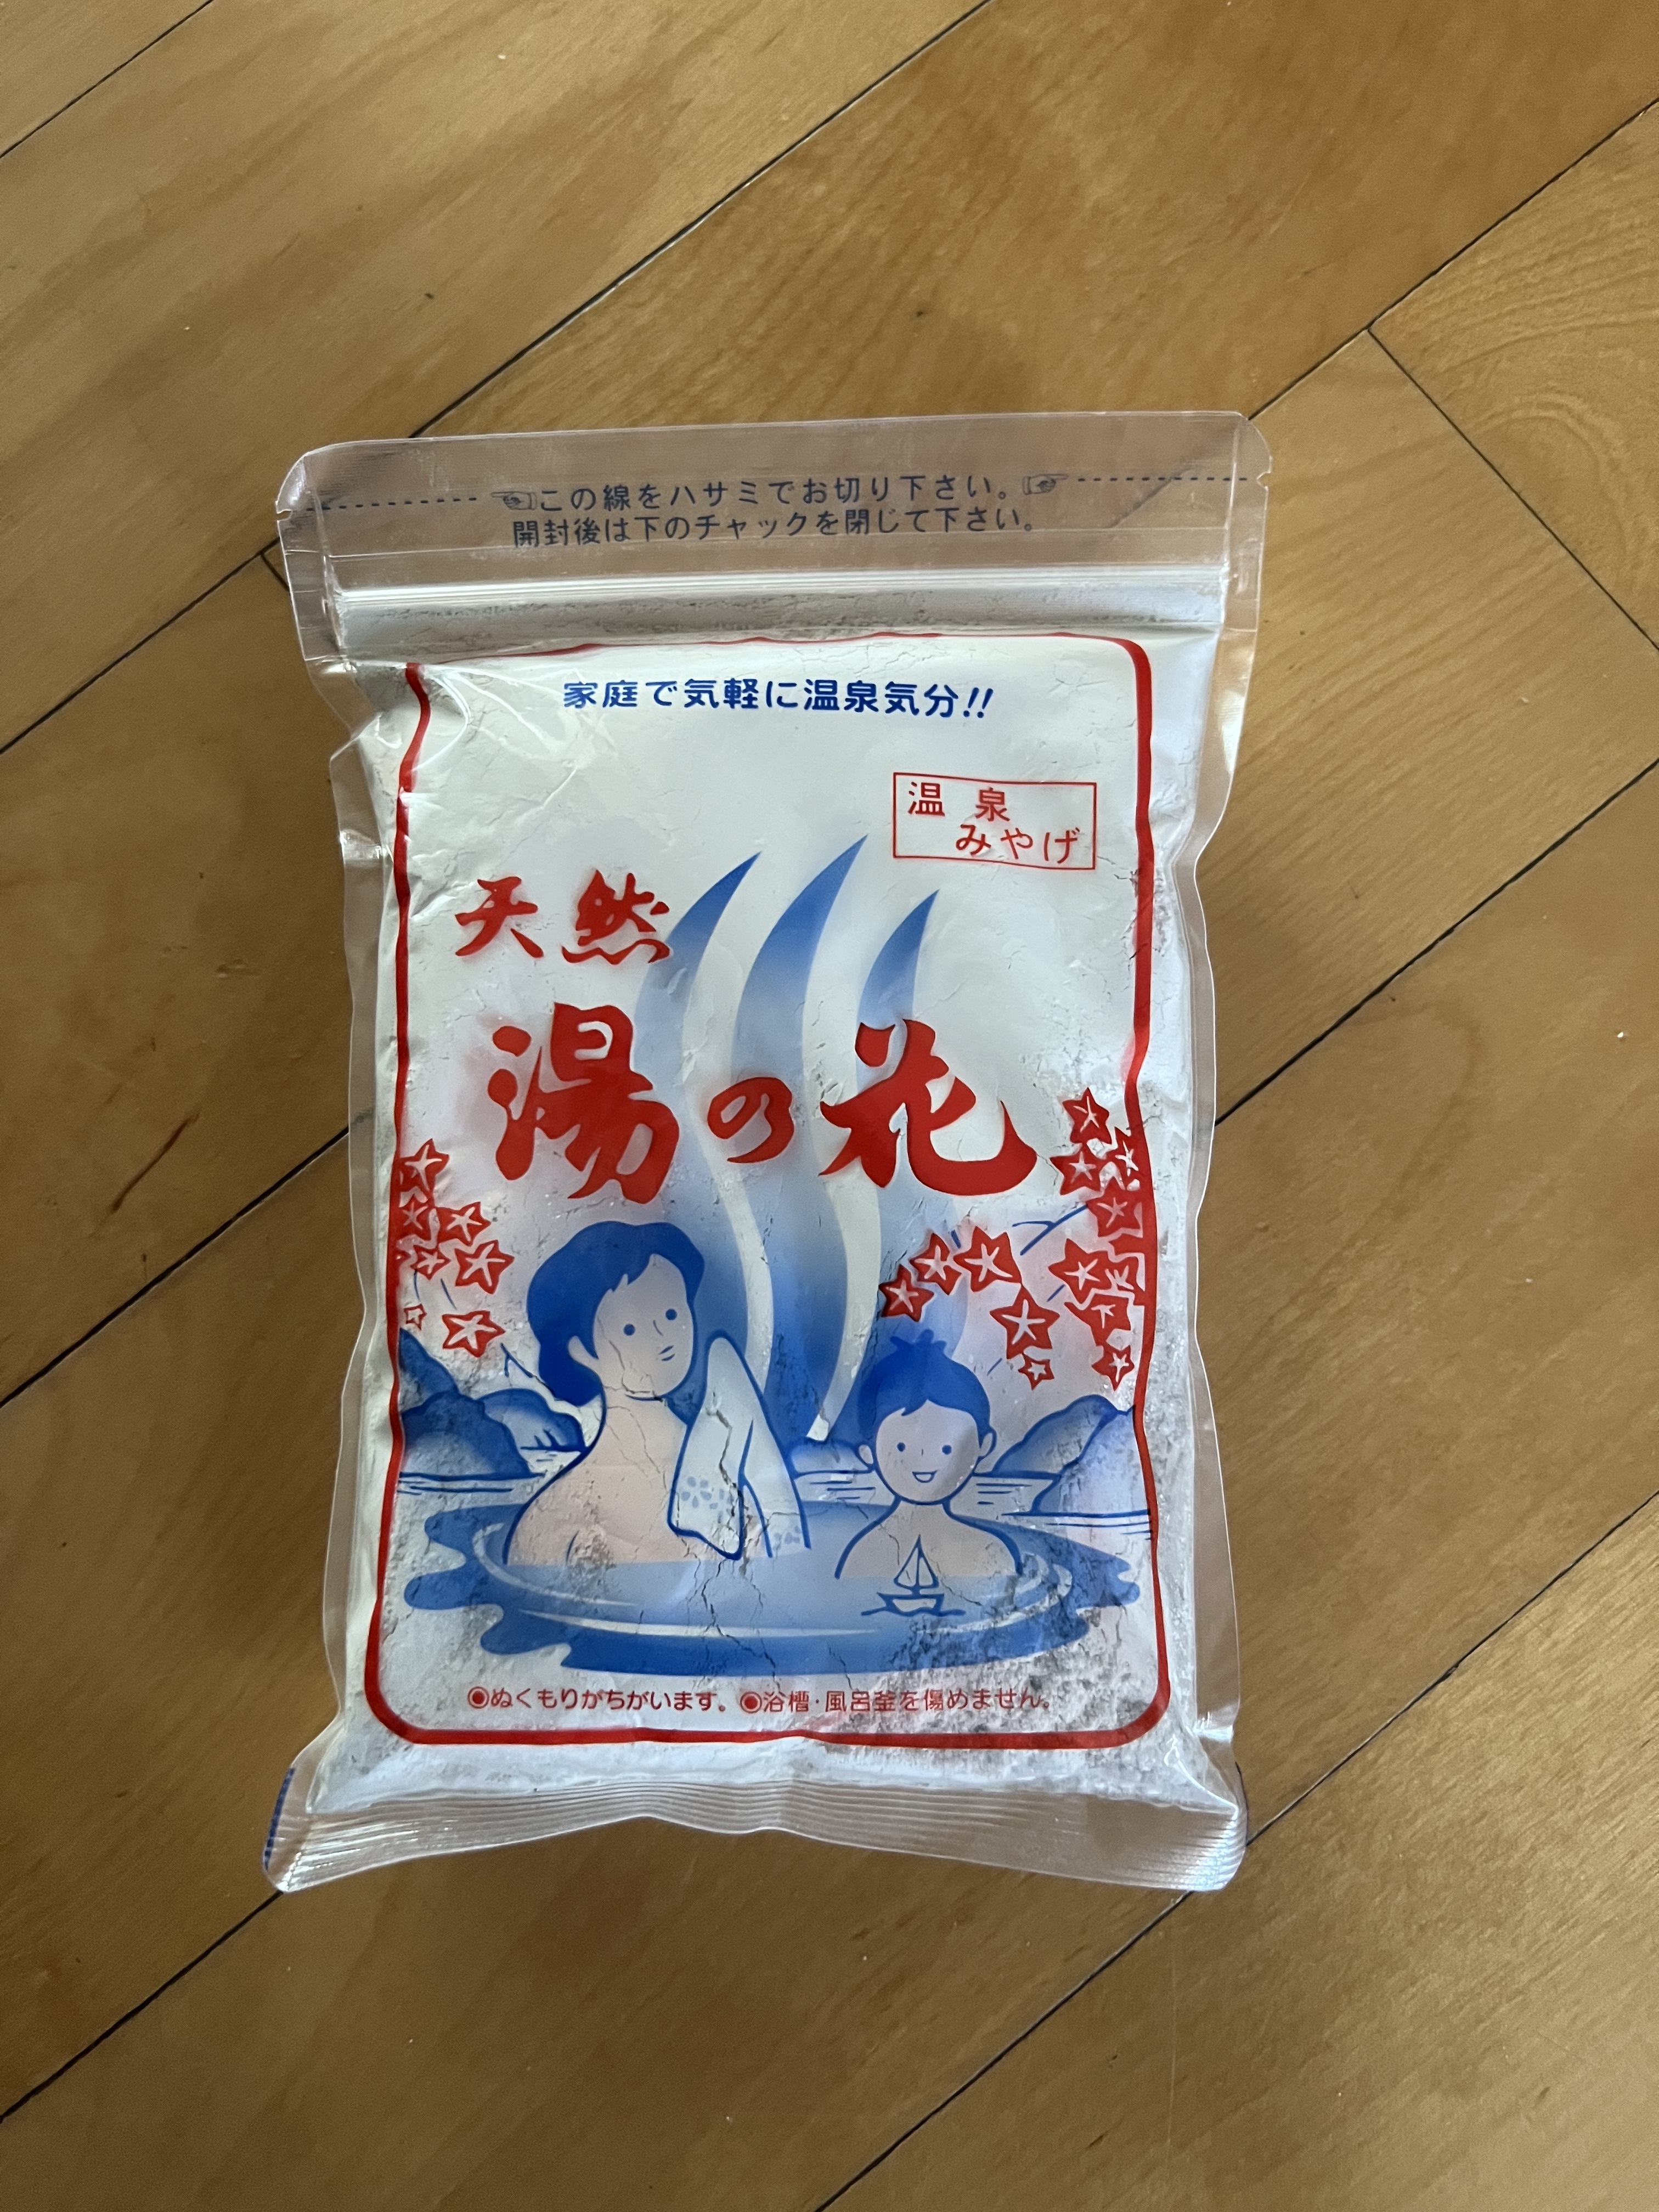 この線をハサミでお切り下さい。
開封後は下のチャックを閉じて下さい。
家庭で気軽に温泉気分!!
温泉
みやげ
天然
湯の花
◉ぬくもりがちがいます。◉浴槽・風呂釜を傷めません。